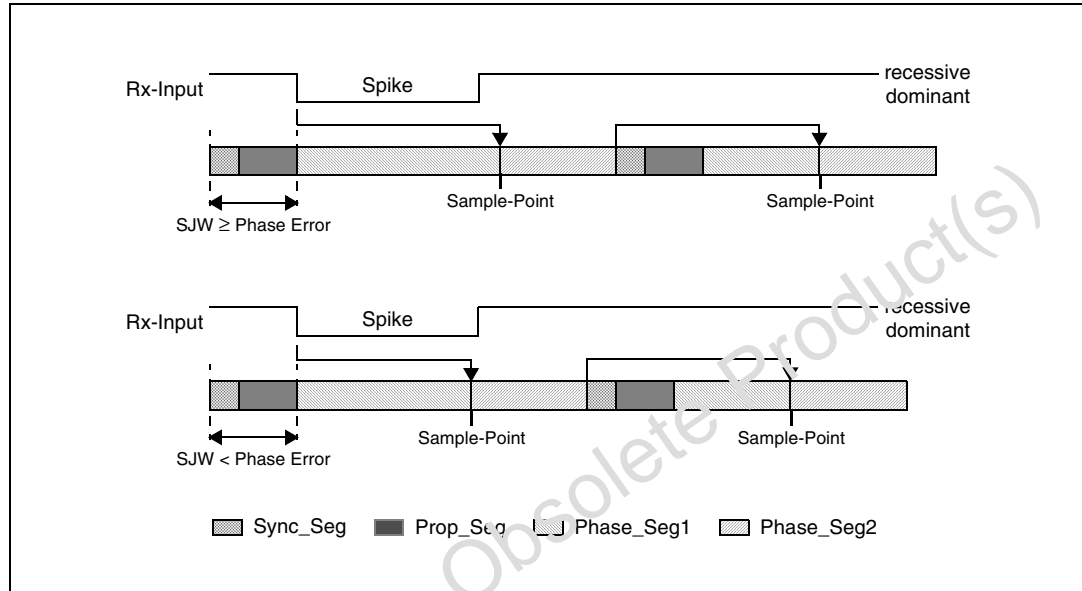 Rx-Input
Spike
recessive
dominant
Sample-Point
Sample-Point
SJW ≥ Phase Error
Rx-Input
Spike
recessive
dominant
Sample-Point
Sample-Point
SJW < Phase Error
Sync_Seg
Prop_Seg
Phase_Seg1
Phase_Seg2
Obsolete Product(s)